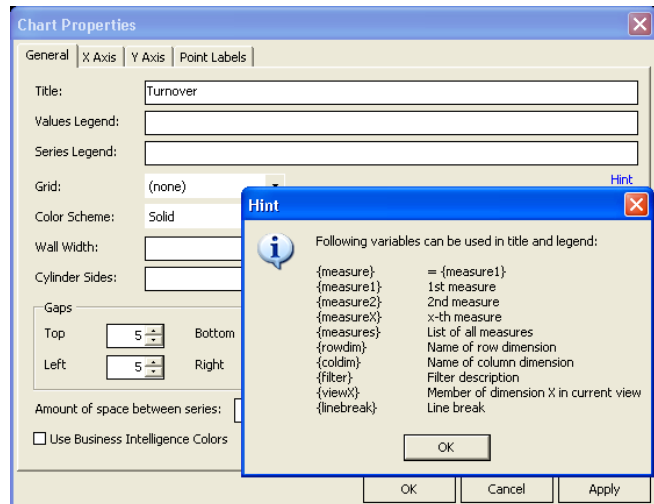 Chart Properties
General X Axis Y Axis Point Labels
Title: Turnover
Values Legend:
Series Legend:
Grid: (none)
Hint
Color Scheme: Solid
Wall Width:
Cylinder Sides:
Gaps
Top 5 Bottom
Left 5 Right
Amount of space between series:
Use Business Intelligence Colors
OK Cancel Apply
Hint
Following variables can be used in title and legend:
{measure} = {measure1}
{measure1} 1st measure
{measure2} 2nd measure
{measureX} x-th measure
{measures} List of all measures
{rowdim} Name of row dimension
{coldim} Name of column dimension
{filter} Filter description
{viewX} Member of dimension X in current view
{linebreak} Line break
OK